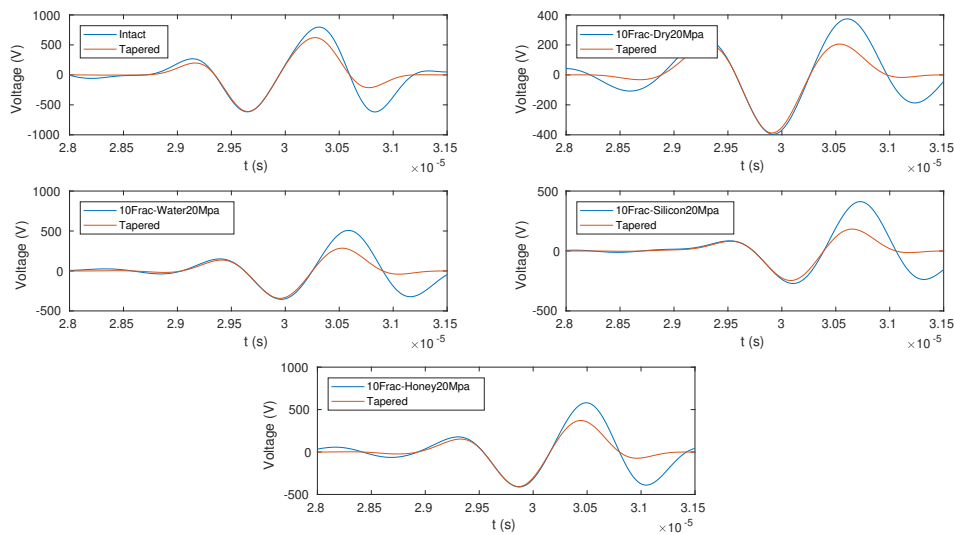 1000
500
0
-500
-1000
Voltage (V)
Intact
Tapered
2.8 2.85 2.9 2.95 3 3.05 3.1 3.15
t (s)
×10⁻⁵
400
200
0
-200
-400
Voltage (V)
10Frac-Dry20Mpa
Tapered
2.8 2.85 2.9 2.95 3 3.05 3.1 3.15
t (s)
×10⁻⁵
1000
500
0
-500
Voltage (V)
10Frac-Water20Mpa
Tapered
2.8 2.85 2.9 2.95 3 3.05 3.1 3.15
t (s)
×10⁻⁵
500
0
-500
Voltage (V)
10Frac-Silicon20Mpa
Tapered
2.8 2.85 2.9 2.95 3 3.05 3.1 3.15
t (s)
×10⁻⁵
1000
500
0
-500
Voltage (V)
10Frac-Honey20Mpa
Tapered
2.8 2.85 2.9 2.95 3 3.05 3.1 3.15
t (s)
×10⁻⁵